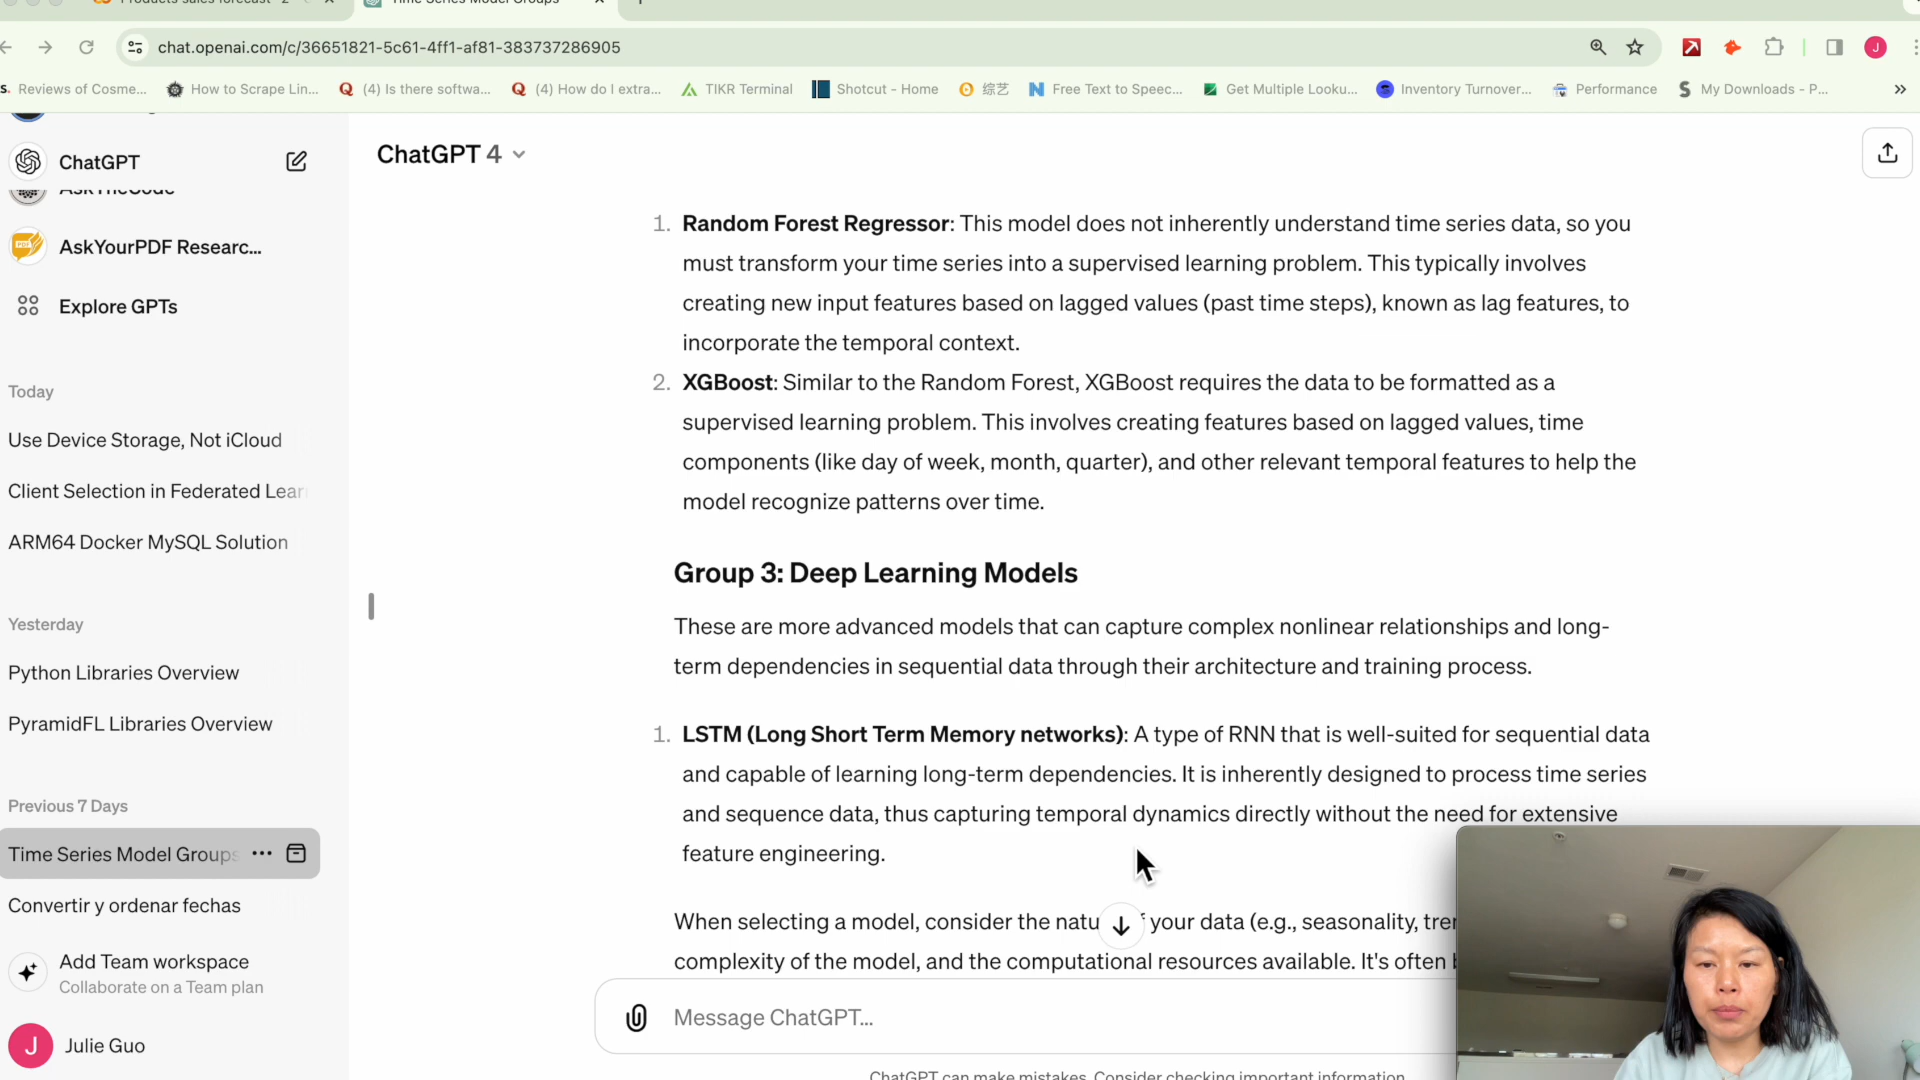 Products sales forecast - 2
Time Series Model Groups
chat.openai.com/c/36651821-5c61-4ff1-af81-383737286905
J
s. Reviews of Cosme...
How to Scrape Lin...
(4) Is there softwa...
(4) How do I extra...
TIKR Terminal
Shotcut - Home
综艺
Free Text to Speec...
Get Multiple Looku...
Inventory Turnover...
Performance
My Downloads - P...
ChatGPT
AskTheCode
AskYourPDF Researc...
Explore GPTs
Today
Use Device Storage, Not iCloud
Client Selection in Federated Lear
ARM64 Docker MySQL Solution
Yesterday
Python Libraries Overview
PyramidFL Libraries Overview
Previous 7 Days
Time Series Model Groups
Convertir y ordenar fechas
Add Team workspace
Collaborate on a Team plan
J
Julie Guo
ChatGPT 4
1. Random Forest Regressor: This model does not inherently understand time series data, so you
must transform your time series into a supervised learning problem. This typically involves
creating new input features based on lagged values (past time steps), known as lag features, to
incorporate the temporal context.
2. XGBoost: Similar to the Random Forest, XGBoost requires the data to be formatted as a
supervised learning problem. This involves creating features based on lagged values, time
components (like day of week, month, quarter), and other relevant temporal features to help the
model recognize patterns over time.
Group 3: Deep Learning Models
These are more advanced models that can capture complex nonlinear relationships and long-
term dependencies in sequential data through their architecture and training process.
1. LSTM (Long Short Term Memory networks): A type of RNN that is well-suited for sequential data
and capable of learning long-term dependencies. It is inherently designed to process time series
and sequence data, thus capturing temporal dynamics directly without the need for extensive
feature engineering.
When selecting a model, consider the natu f your data (e.g., seasonality, tre
complexity of the model, and the computational resources available. It's often
Message ChatGPT...
ChatGPT can make mistakes. Consider checking important information.